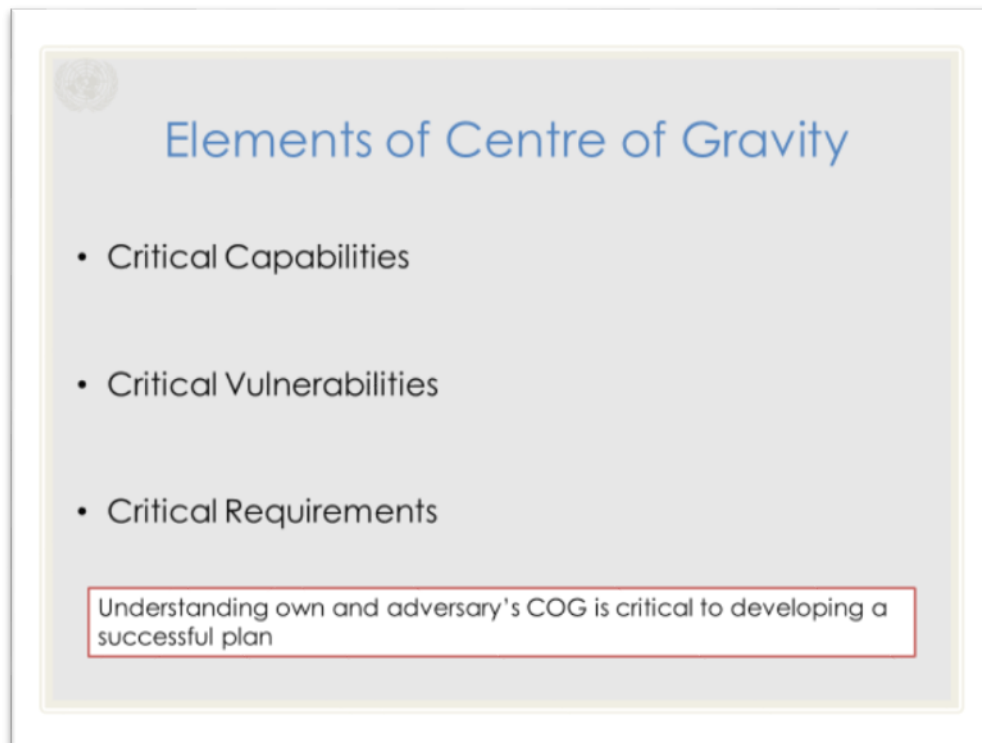 Elements of Centre of Gravity
• Critical Capabilities
• Critical Vulnerabilities
• Critical Requirements
Understanding own and adversary's COG is critical to developing a
successful plan